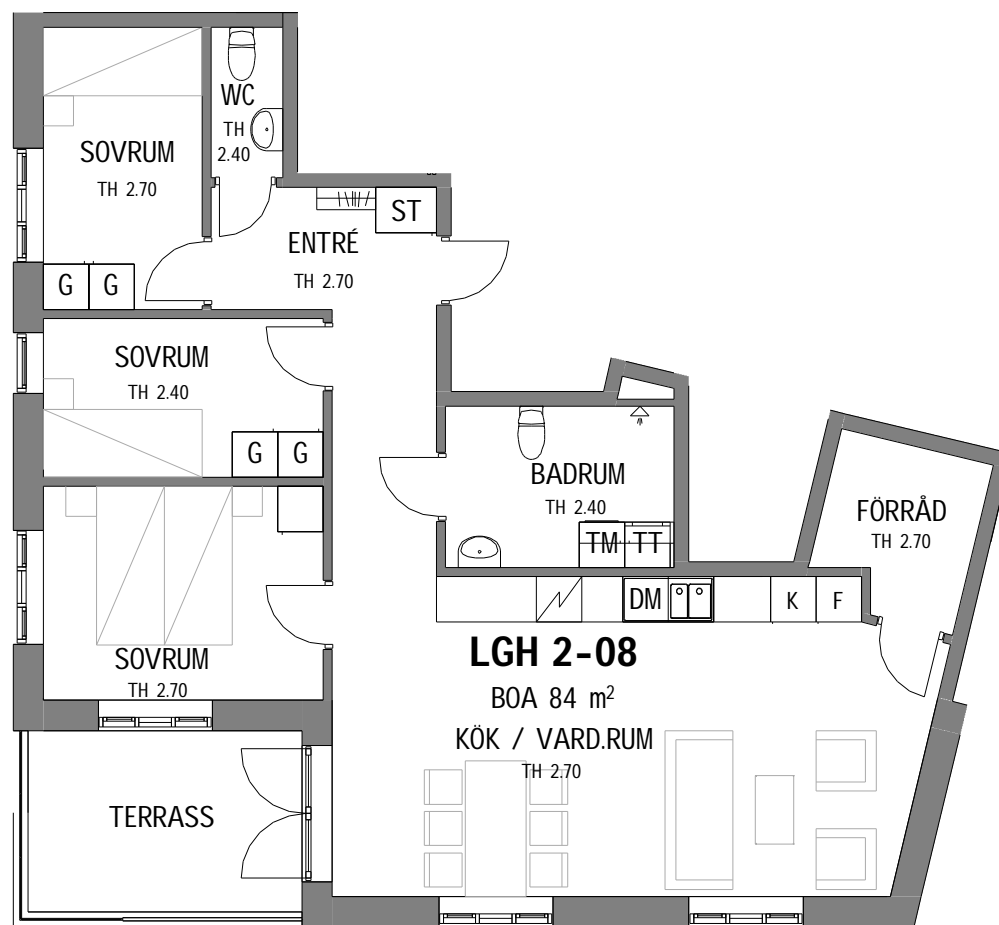 WC
TH
2.40
SOVRUM
TH 2.70
ST
ENTRÉ
TH 2.70
G G
SOVRUM
TH 2.40
G G
BADRUM
TH 2.40
TM TT
FÖRRÅD
TH 2.70
DM K F
SOVRUM
TH 2.70
LGH 2-08
BOA 84 m²
KÖK / VARD.RUM
TH 2.70
TERRASS